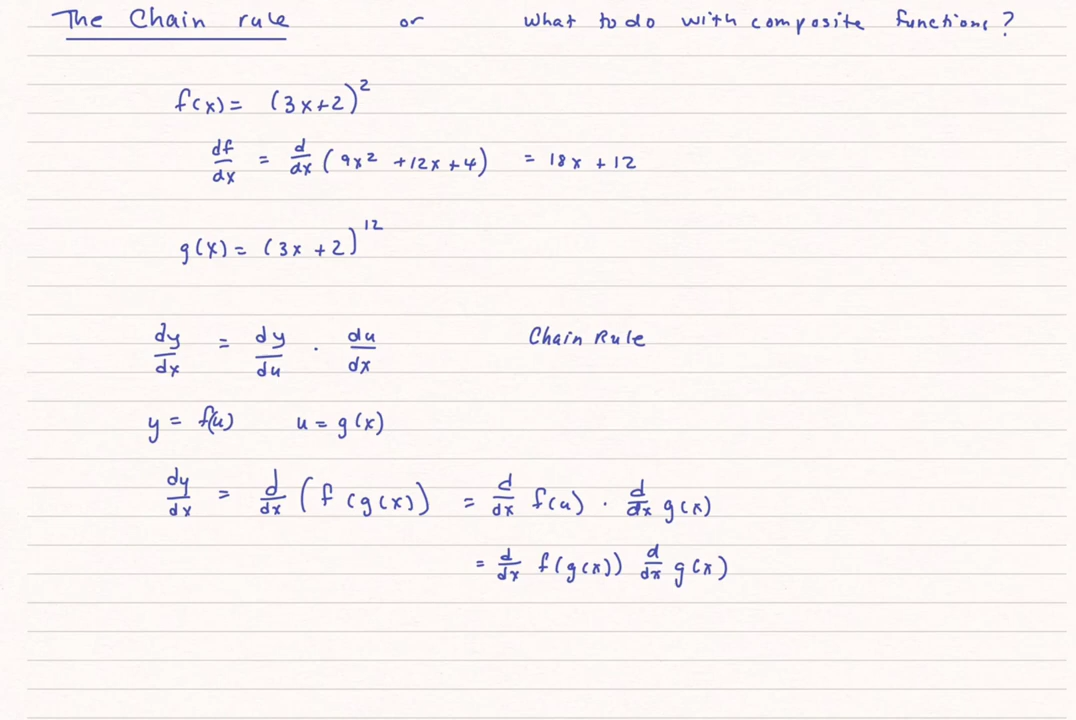 The Chain rule or what to do with composite functions?
f(x) = (3x+2)^2
df/dx = d/dx (9x^2 + 12x + 4) = 18x + 12
g(x) = (3x + 2)^12
dy/dx = dy/du · du/dx Chain Rule
y = f(u) u = g(x)
dy/dx = d/dx (f(g(x)) = d/dx f(u) · d/dx g(x)
= d/dx f(g(x)) d/dx g(x)